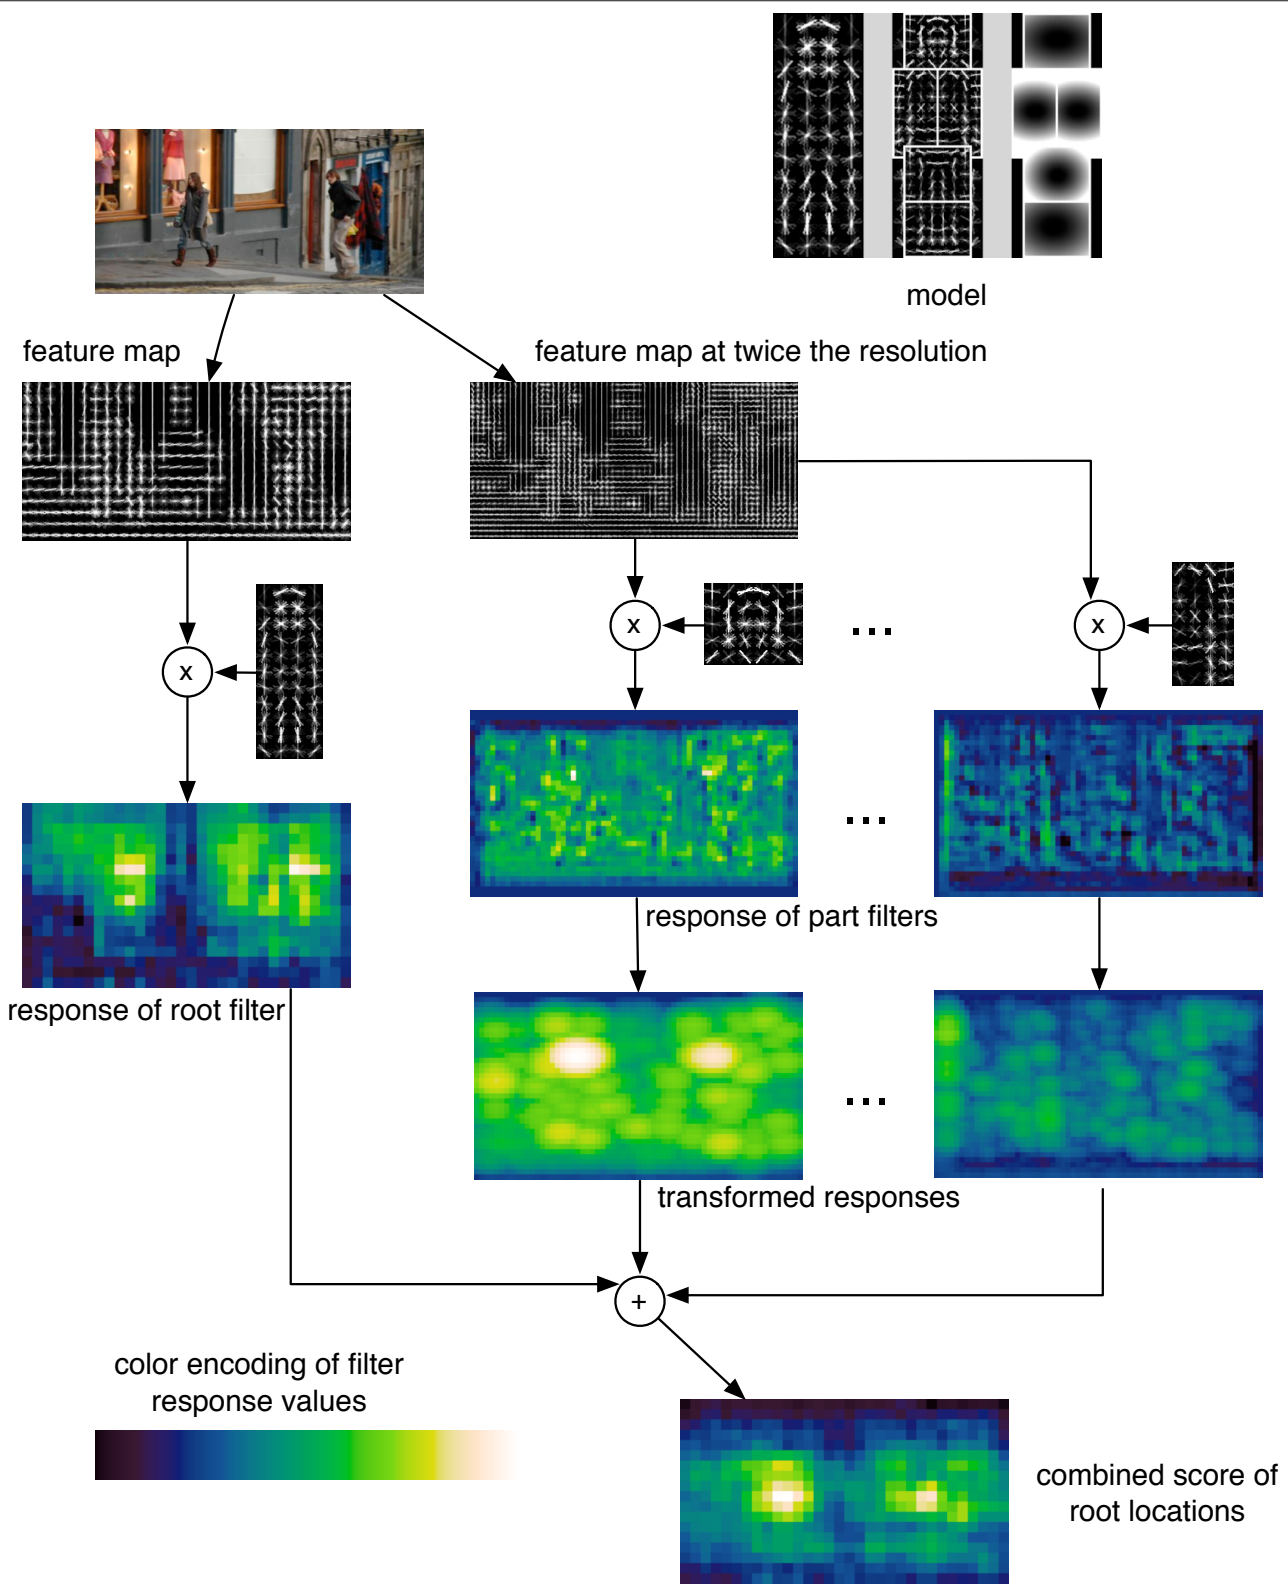 model
feature map
feature map at twice the resolution
x
x
...
x
...
response of part filters
response of root filter
...
transformed responses
+
color encoding of filter
response values
combined score of
root locations